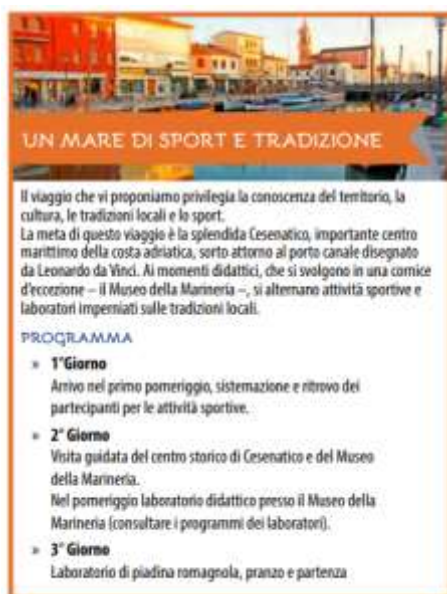 UN MARE DI SPORT E TRADIZIONE
Il viaggio che vi proponiamo privilegia la conoscenza del territorio, la
cultura, le tradizioni locali e lo sport.
La meta di questo viaggio è la splendida Cesenatico, importante centro
marittimo della costa adriatica, sorto attorno al porto canale disegnato
da Leonardo da Vinci. Ai momenti didattici, che si svolgono in una cornice
d'eccezione – il Museo della Marineria –, si alternano attività sportive e
laboratori imperniati sulle tradizioni locali.
PROGRAMMA
» 1°Giorno
Arrivo nel primo pomeriggio, sistemazione e ritrovo dei
partecipanti per le attività sportive.
» 2° Giorno
Visita guidata del centro storico di Cesenatico e del Museo
della Marineria.
Nel pomeriggio laboratorio didattico presso il Museo della
Marineria (consultare i programmi dei laboratori).
» 3° Giorno
Laboratorio di piadina romagnola, pranzo e partenza